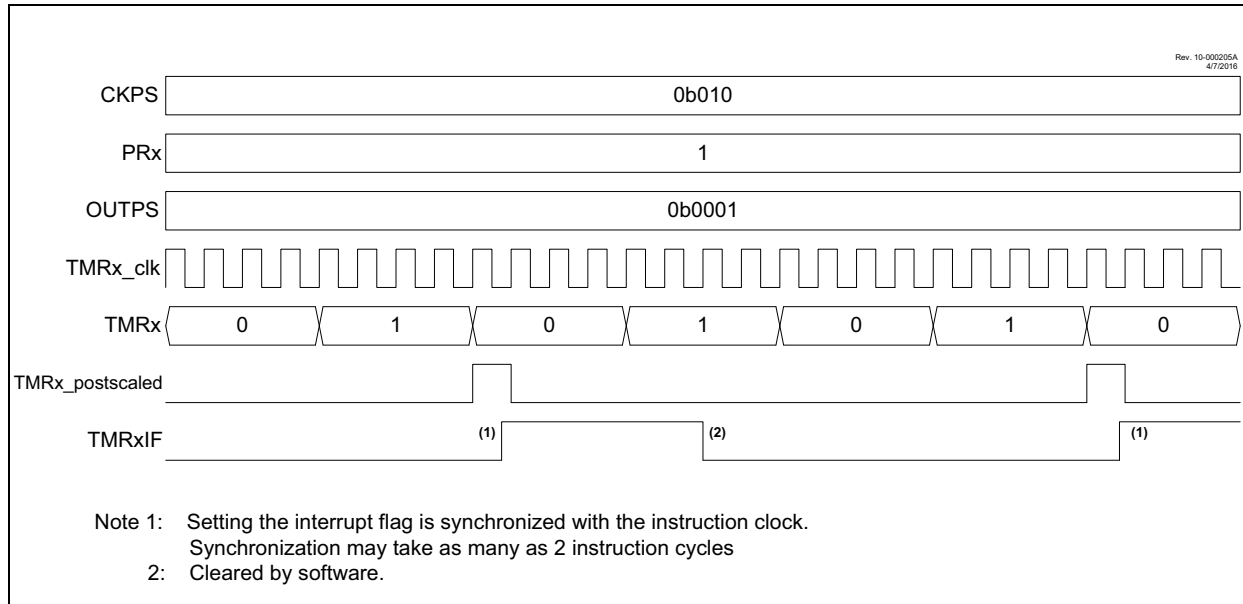 Rev. 10-000205A
4/7/2016
CKPS 0b010
PRx 1
OUTPS 0b0001
TMRx_clk
TMRx 0 1 0 1 0 1 0
TMRx_postscaled
TMRxIF (1) (2) (1)
Note 1: Setting the interrupt flag is synchronized with the instruction clock.
Synchronization may take as many as 2 instruction cycles
2: Cleared by software.